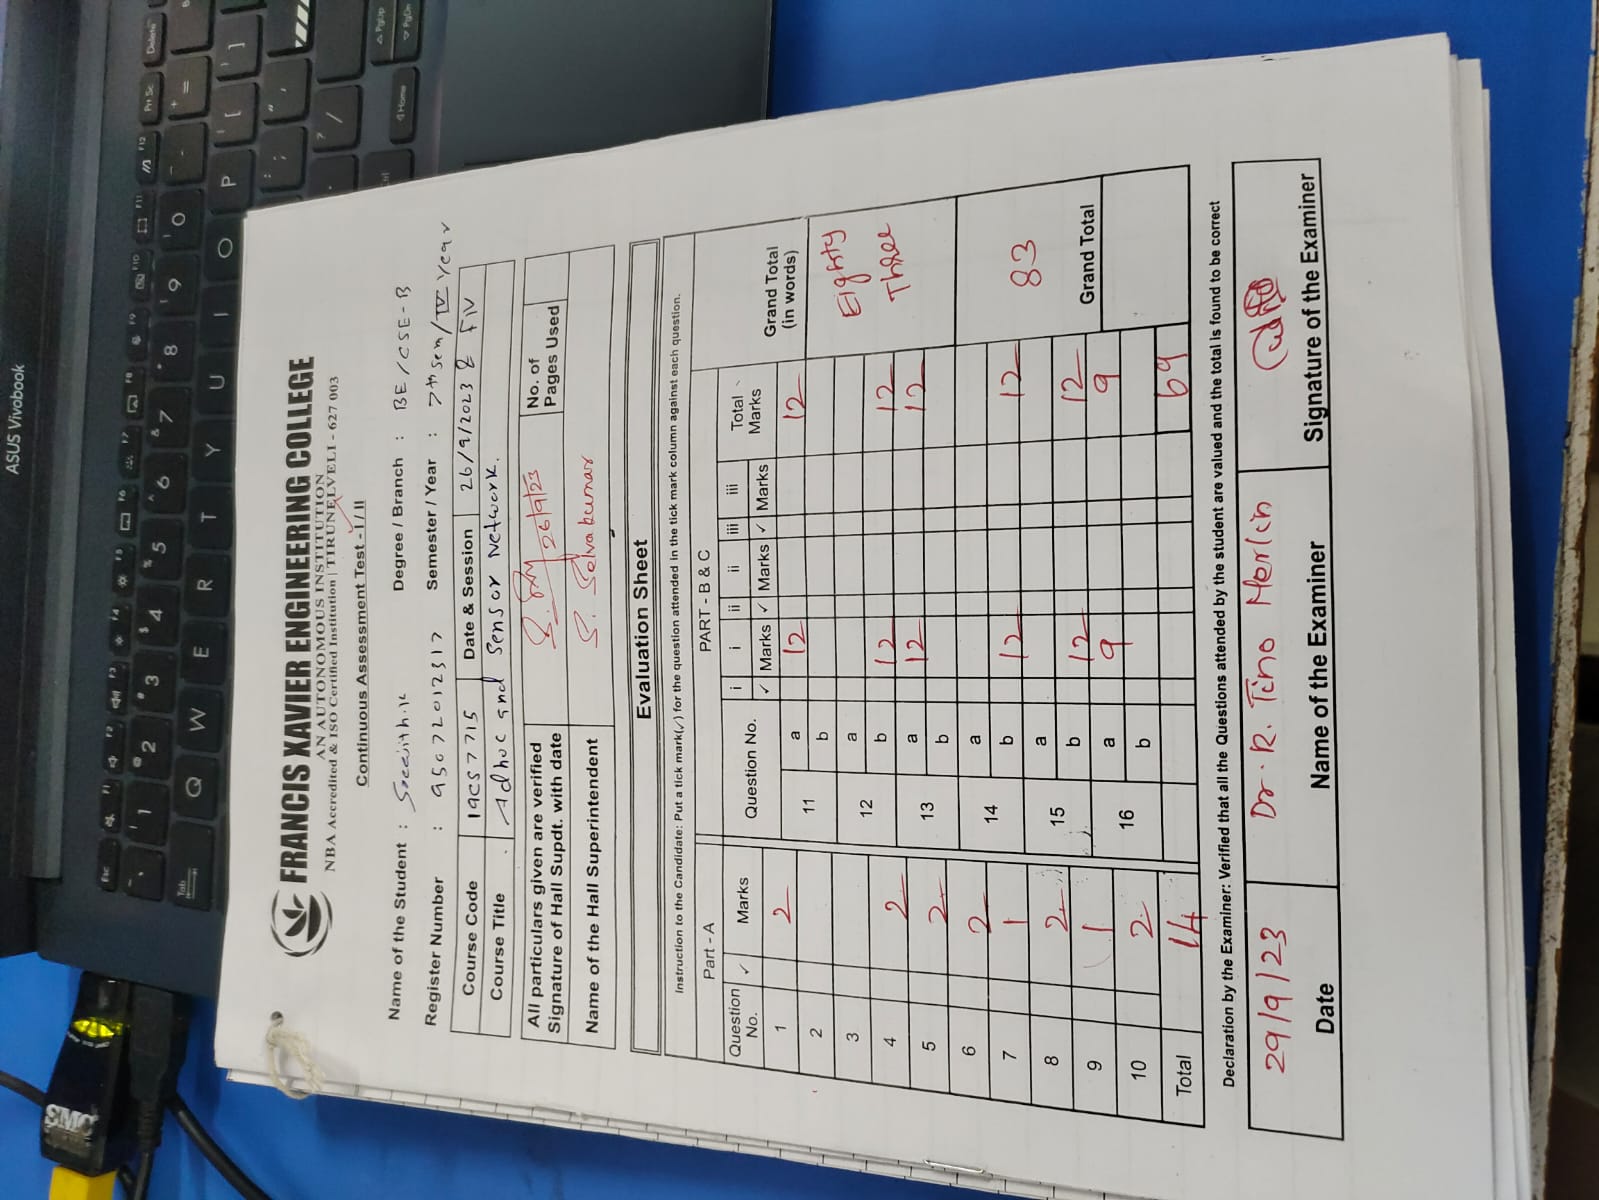 ASUS Vivobook
FRANCIS XAVIER ENGINEERING COLLEGE
AN AUTONOMOUS INSTITUTION
NBA Accredited & ISO Certified Institution | TIRUNELVELI - 627 003
Continuous Assessment Test - I / II
Name of the Student : Sreejith.K Degree / Branch : BE/CSE-B
Register Number : 95072012317 Semester / Year : 7th Sem/IV Year
Course Code 19CS7715 Date & Session 26/9/2023 & FN
Course Title Adhoc and Sensor Network.
All particulars given are verified
Signature of Hall Supdt. with date 26/9/23 No. of
Pages Used
Name of the Hall Superintendent S. Selvakumar
Evaluation Sheet
Instruction to the Candidate: Put a tick mark(✓) for the question attended in the tick mark column against each question.
Part - A PART - B & C
Question No. ✓ Marks Question No. i i ii ii iii iii Total Marks Grand Total (in words)
✓ Marks ✓ Marks ✓ Marks
1 2 11 a 12 12
2 b
3 12 a Eighty
4 2 b 12 12 Three
5 2 13 a 12 12
b
6 2 14 a
7 1 b 12 12 83
8 2 15 a
9 1 b 12 12 Grand Total
10 2 16 a 9 9
b
Total 14 69
Declaration by the Examiner: Verified that all the Questions attended by the student are valued and the total is found to be correct
29/9/23 Dr. R. Tino Merlin
Date Name of the Examiner Signature of the Examiner